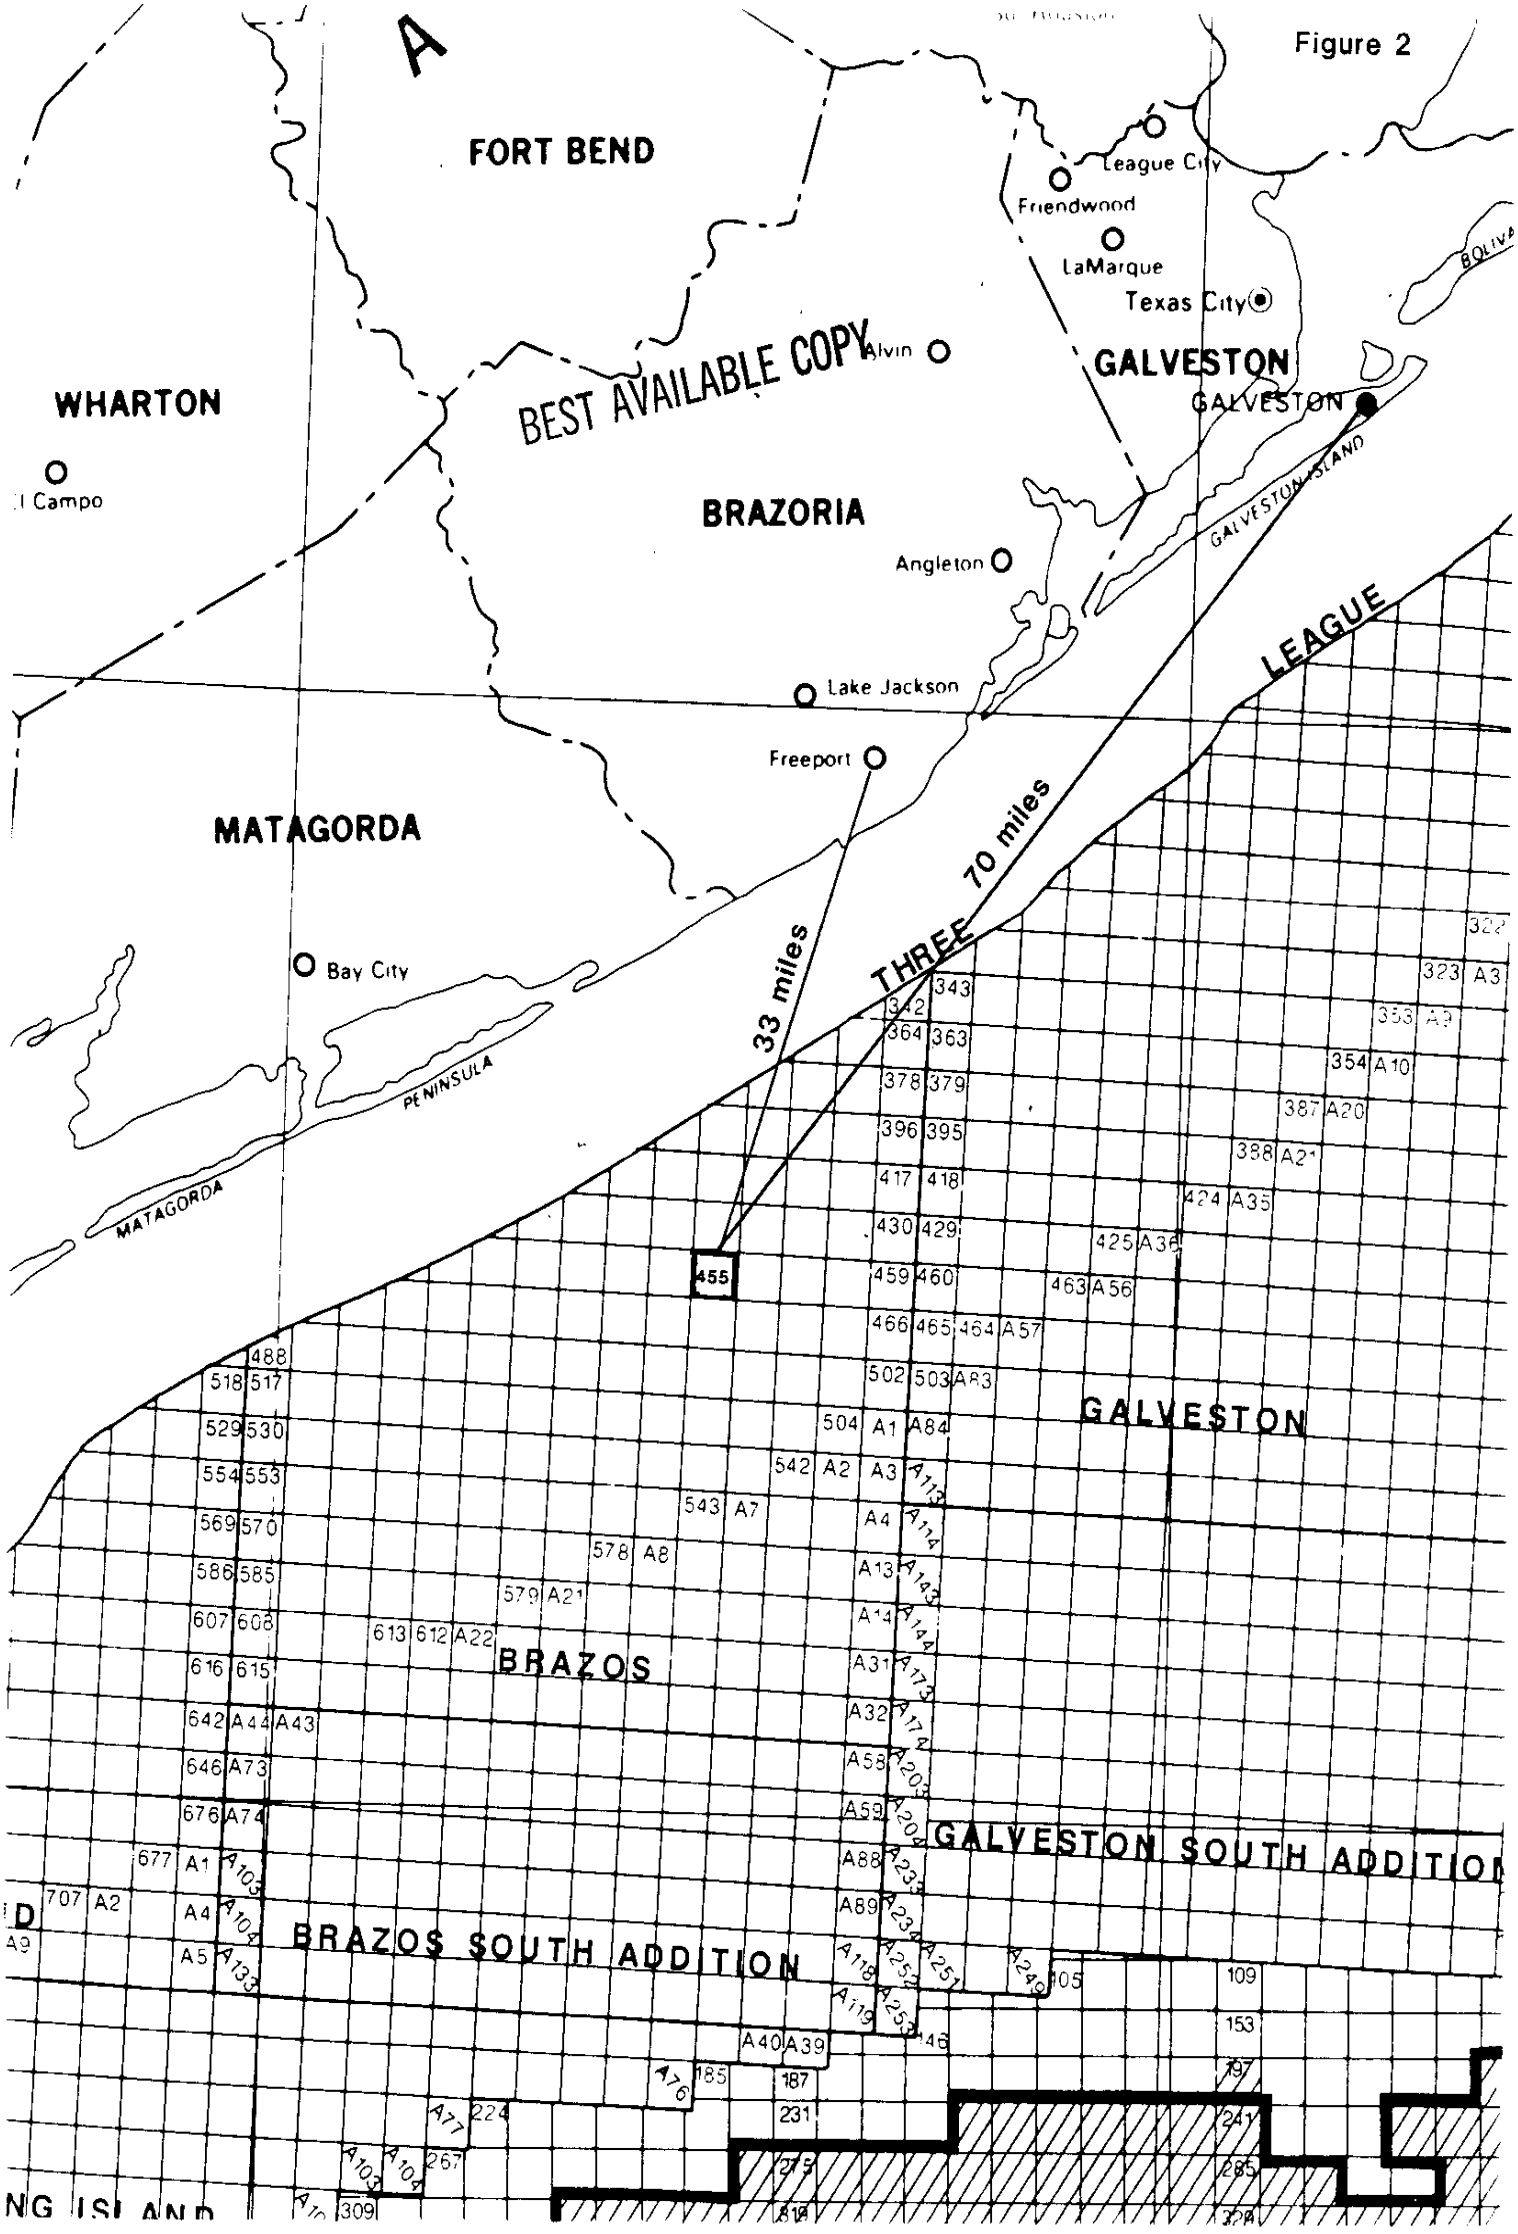 Figure 2
A
FORT BEND
League City
Friendwood
LaMarque
BOLIVA
Texas City
BEST AVAILABLE COPY
Alvin
GALVESTON
WHARTON
GALVESTON
l Campo
GALVESTON ISLAND
BRAZORIA
Angleton
THREE LEAGUE
Lake Jackson
Freeport
MATAGORDA
70 miles
33 miles
Bay City
322
323 A3
343
342
353 A9
364 363
354 A10
PENINSULA
378 379
387 A20
396 395
388 A21
417 418
MATAGORDA
424 A35
430 429
425 A36
455
459 460
463 A56
466 465 464 A57
488
518 517
502 503 A83
GALVESTON
529 530
504 A1 A84
554 553
542 A2 A3 A113
543 A7
A4 A114
569 570
578 A8
A13 A143
586 585
579 A21
A14 A144
607 608
613 612 A22
BRAZOS
A31 A173
616 615
A32 A174
642 A44 A43
A58 A203
646 A73
A59 A204
676 A74
GALVESTON SOUTH ADDITION
677 A1 A103
A88 A233
707 A2
A4 A104
A89 A234
D
A9
BRAZOS SOUTH ADDITION
A5 A133
A118 A252 A251 A249 105
109
A119 A253
153
A40 A39
146
A76 185
187
197
A77 224
231
241
A103 A104 267
275
285
NG ISLAND
309
319
329